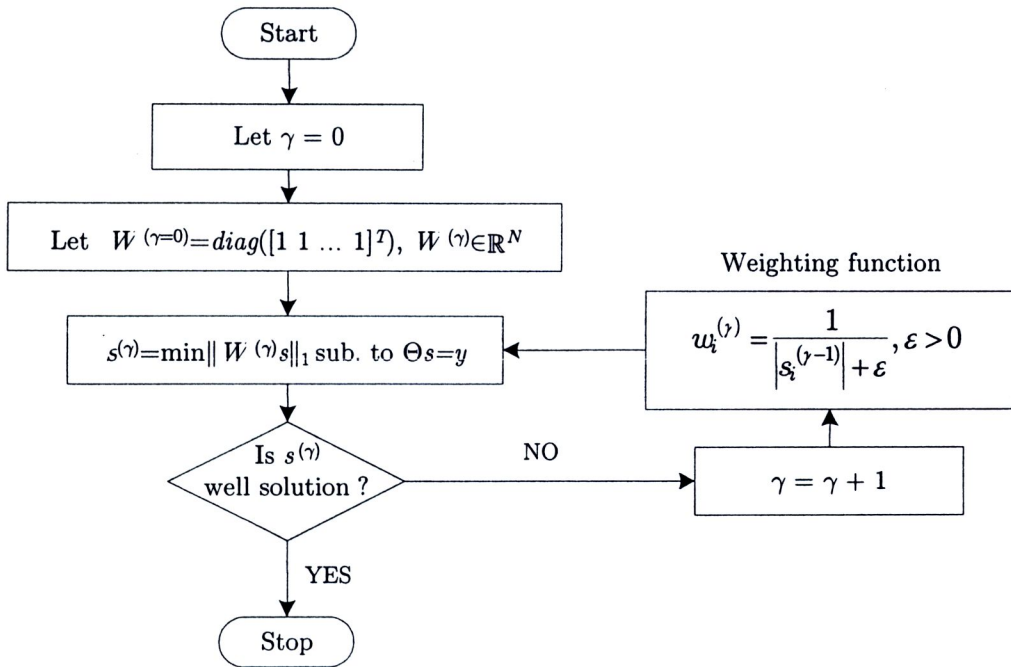 Start
Let γ = 0
Let W^(γ=0)=diag([1 1 ... 1]^T), W^(γ)∈ℝ^N
Weighting function
s^(γ)=min‖ W^(γ)s‖₁ sub. to Θs=y
w_i^(γ) = 1 / (|s_i^(γ-1)| + ε), ε > 0
Is s^(γ)
well solution ?
NO
γ = γ + 1
YES
Stop